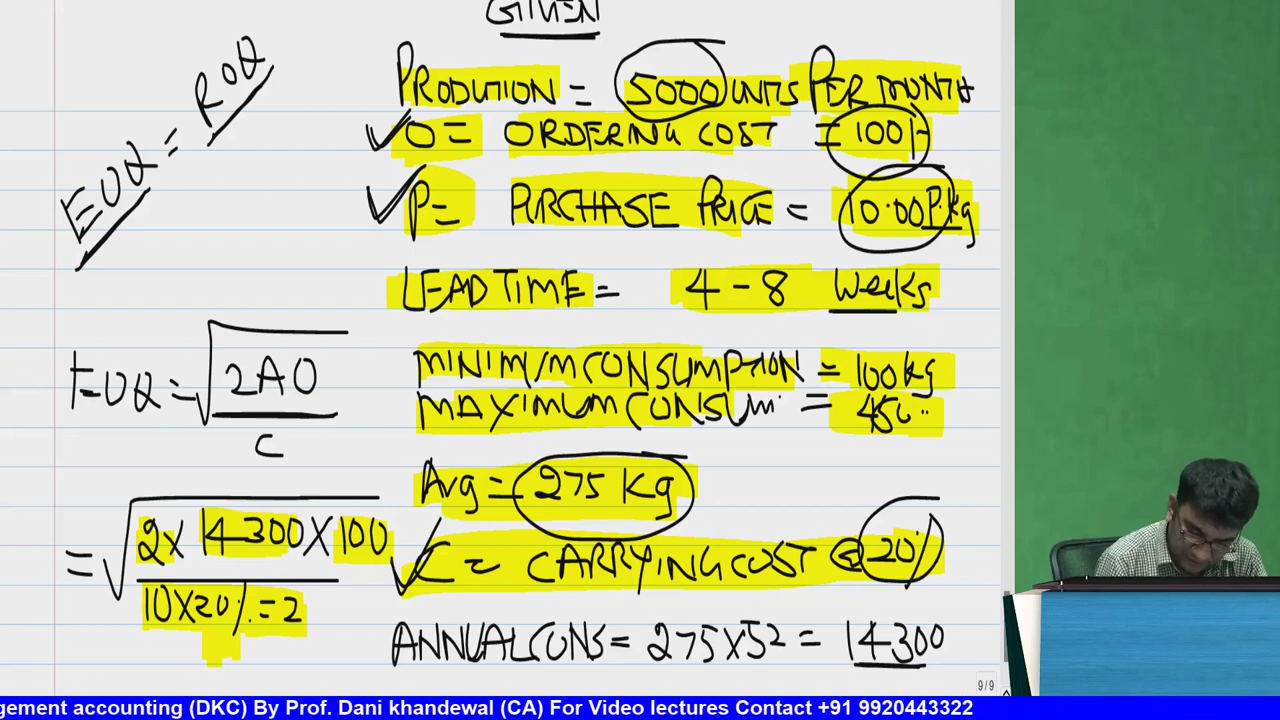 GIVEN
PRODUTION = 5000 UNITS PER MONTH
O = ORDERING COST = 100/-
P = PURCHASE PRICE = 10.00 P.Kg
EOQ = ROQ
LEAD TIME = 4 - 8 Weeks
MINIM/M CONSUMPTION = 100 kg
MAXIMUM CONSUM. = 450 "
EOQ = √2AO
C
Avg = 275 Kg
= √2 x 14300 X 100
10X20%. = 2
C = CARRYING COST @ 20%
ANNUAL CONS = 275 X 52 = 14300
9/9
gement accounting (DKC) By Prof. Dani khandewal (CA) For Video lectures Contact +91 9920443322